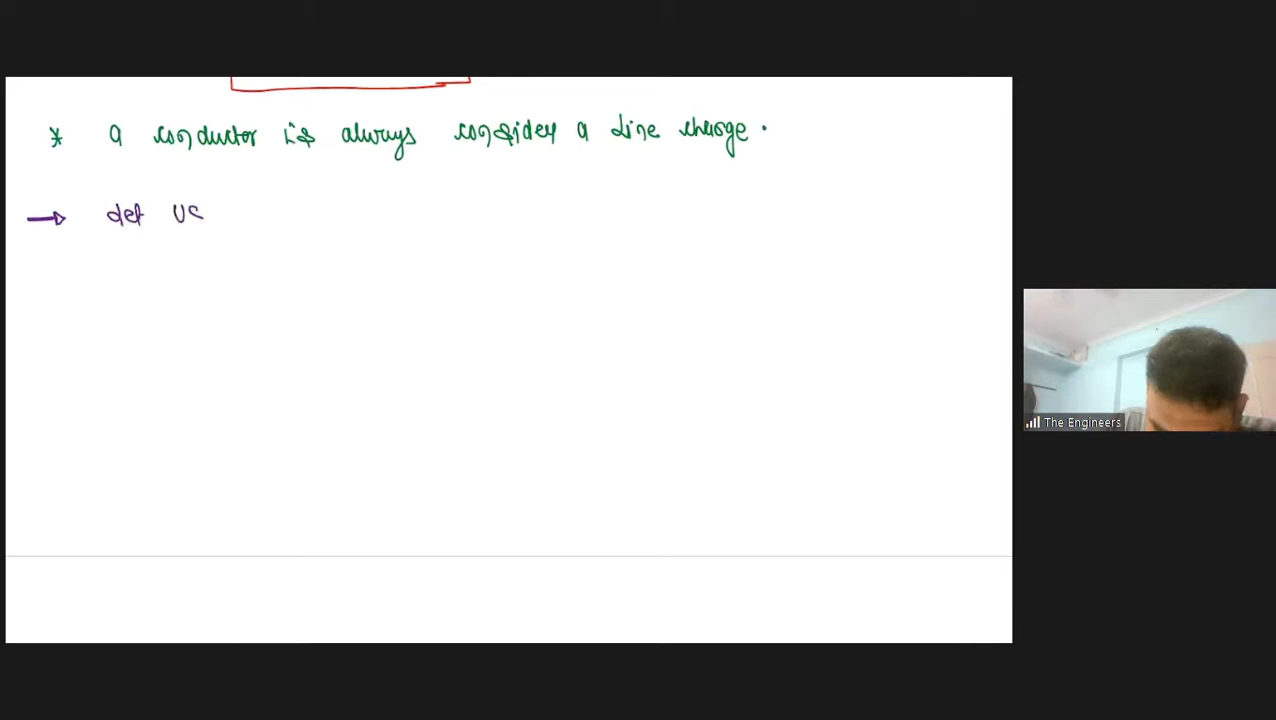 * a conductor is always consider a line charge.
→ let us
The Engineers